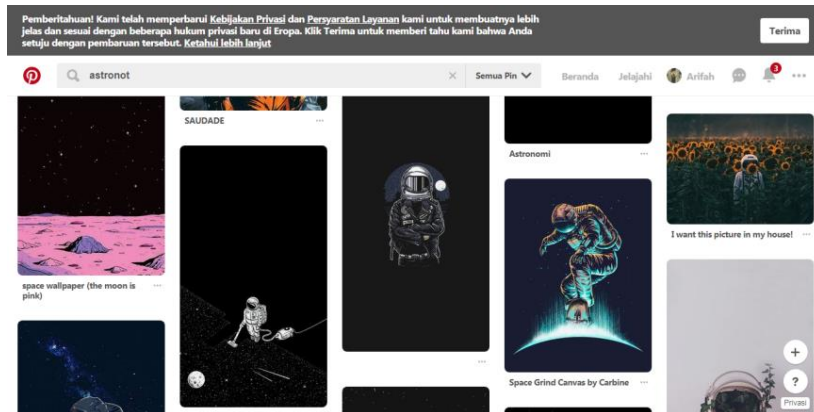 Pemberitahuan! Kami telah memperbarui Kebijakan Privasi dan Persyaratan Layanan kami untuk membuatnya lebih
jelas dan sesuai dengan beberapa hukum privasi baru di Eropa. Klik Terima untuk memberi tahu kami bahwa Anda
setuju dengan pembaruan tersebut. Ketahui lebih lanjut
Terima
astronot
Semua Pin
Beranda
Jelajahi
Arifah
3
SAUDADE
Astronomi
I want this picture in my house!
space wallpaper (the moon is
pink)
Space Grind Canvas by Carbine
+
?
Privasi